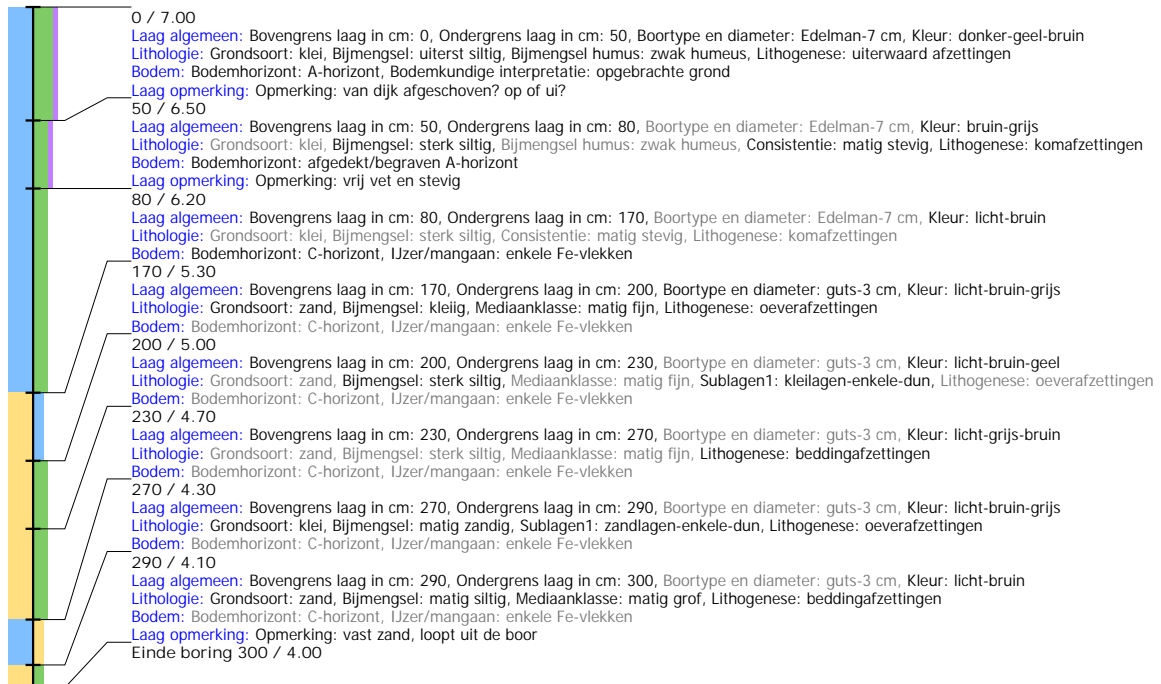 0 / 7.00
Laag algemeen: Bovengrens laag in cm: 0, Ondergrens laag in cm: 50, Boortype en diameter: Edelman-7 cm, Kleur: donker-geel-bruin
Lithologie: Grondsoort: klei, Bijmengsel: uiterst siltig, Bijmengsel humus: zwak humeus, Lithogenese: uiterwaard afzettingen
Bodem: Bodemhorizont: A-horizont, Bodemkundige interpretatie: opgebrachte grond
Laag opmerking: Opmerking: van dijk afgeschoven? op of ui?
50 / 6.50
Laag algemeen: Bovengrens laag in cm: 50, Ondergrens laag in cm: 80, Boortype en diameter: Edelman-7 cm, Kleur: bruin-grijs
Lithologie: Grondsoort: klei, Bijmengsel: sterk siltig, Bijmengsel humus: zwak humeus, Consistentie: matig stevig, Lithogenese: komafzettingen
Bodem: Bodemhorizont: afgedekt/begraven A-horizont
Laag opmerking: Opmerking: vrij vet en stevig
80 / 6.20
Laag algemeen: Bovengrens laag in cm: 80, Ondergrens laag in cm: 170, Boortype en diameter: Edelman-7 cm, Kleur: licht-bruin
Lithologie: Grondsoort: klei, Bijmengsel: sterk siltig, Consistentie: matig stevig, Lithogenese: komafzettingen
Bodem: Bodemhorizont: C-horizont, IJzer/mangaan: enkele Fe-vlekken
170 / 5.30
Laag algemeen: Bovengrens laag in cm: 170, Ondergrens laag in cm: 200, Boortype en diameter: guts-3 cm, Kleur: licht-bruin-grijs
Lithologie: Grondsoort: zand, Bijmengsel: kleiig, Mediaanklasse: matig fijn, Lithogenese: oeverafzettingen
Bodem: Bodemhorizont: C-horizont, IJzer/mangaan: enkele Fe-vlekken
200 / 5.00
Laag algemeen: Bovengrens laag in cm: 200, Ondergrens laag in cm: 230, Boortype en diameter: guts-3 cm, Kleur: licht-bruin-geel
Lithologie: Grondsoort: zand, Bijmengsel: sterk siltig, Mediaanklasse: matig fijn, Sublagen1: kleilagen-enkele-dun, Lithogenese: oeverafzettingen
Bodem: Bodemhorizont: C-horizont, IJzer/mangaan: enkele Fe-vlekken
230 / 4.70
Laag algemeen: Bovengrens laag in cm: 230, Ondergrens laag in cm: 270, Boortype en diameter: guts-3 cm, Kleur: licht-grijs-bruin
Lithologie: Grondsoort: zand, Bijmengsel: sterk siltig, Mediaanklasse: matig fijn, Lithogenese: beddingafzettingen
Bodem: Bodemhorizont: C-horizont, IJzer/mangaan: enkele Fe-vlekken
270 / 4.30
Laag algemeen: Bovengrens laag in cm: 270, Ondergrens laag in cm: 290, Boortype en diameter: guts-3 cm, Kleur: licht-bruin-grijs
Lithologie: Grondsoort: klei, Bijmengsel: matig zandig, Sublagen1: zandlagen-enkele-dun, Lithogenese: oeverafzettingen
Bodem: Bodemhorizont: C-horizont, IJzer/mangaan: enkele Fe-vlekken
290 / 4.10
Laag algemeen: Bovengrens laag in cm: 290, Ondergrens laag in cm: 300, Boortype en diameter: guts-3 cm, Kleur: licht-bruin
Lithologie: Grondsoort: zand, Bijmengsel: matig siltig, Mediaanklasse: matig grof, Lithogenese: beddingafzettingen
Bodem: Bodemhorizont: C-horizont, IJzer/mangaan: enkele Fe-vlekken
Laag opmerking: Opmerking: vast zand, loopt uit de boor
Einde boring 300 / 4.00